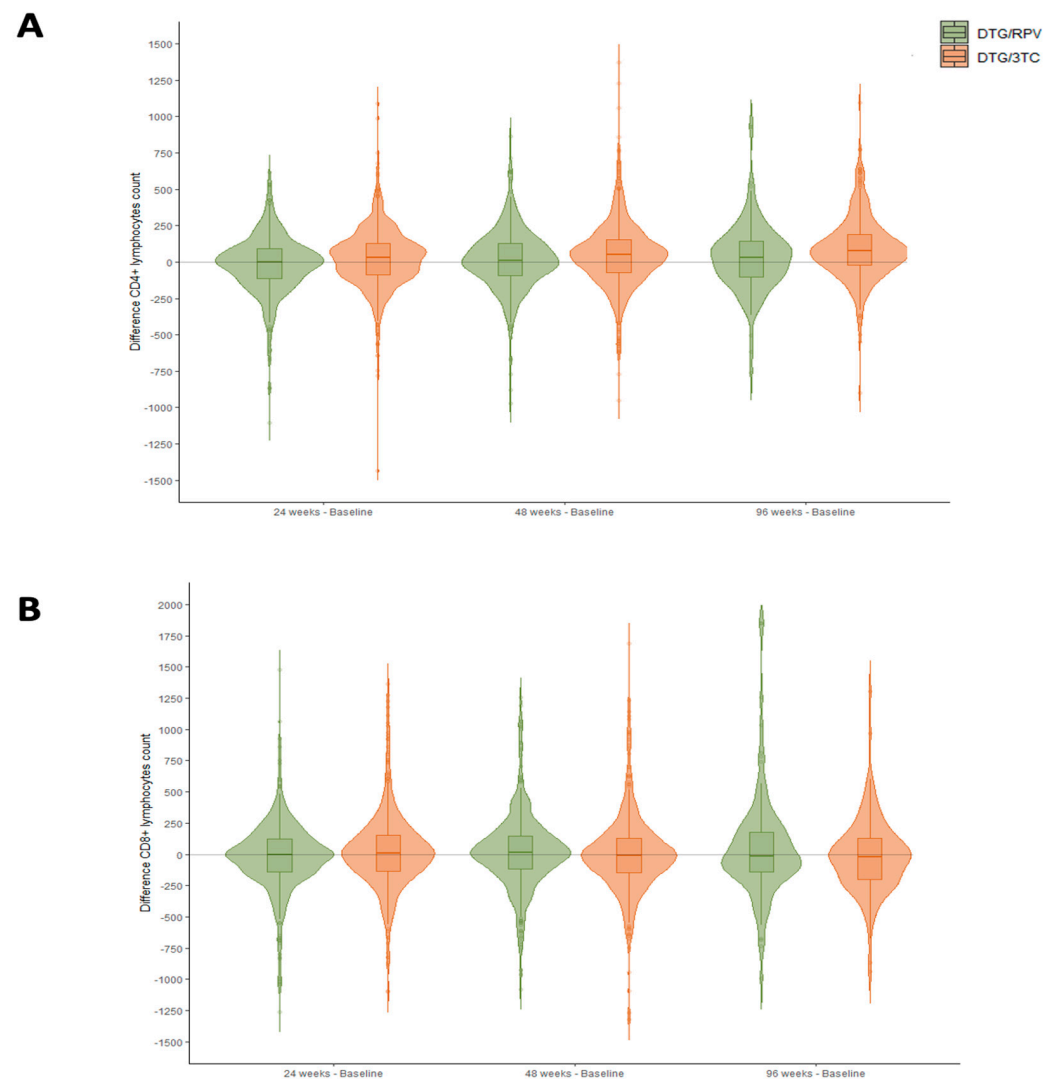 A
DTG/RPV
DTG/3TC
Difference CD4+ lymphocytes count
1500
1250
1000
750
500
250
0
-250
-500
-750
-1000
-1250
-1500
24 weeks - Baseline
48 weeks - Baseline
96 weeks - Baseline
B
Difference CD8+ lymphocytes count
2000
1750
1500
1250
1000
750
500
250
0
-250
-500
-750
-1000
-1250
-1500
24 weeks - Baseline
48 weeks - Baseline
96 weeks - Baseline